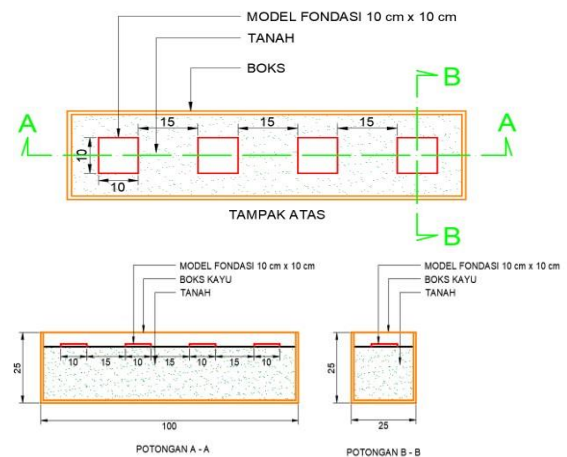 MODEL FONDASI 10 cm x 10 cm
TANAH
BOKS
B
A
A
15
15
15
10
10
TAMPAK ATAS
B
MODEL FONDASI 10 cm x 10 cm
BOKS KAYU
TANAH
25
10
15
10
15
10
15
10
100
POTONGAN A - A
MODEL FONDASI 10 cm x 10 cm
BOKS KAYU
TANAH
25
25
POTONGAN B - B